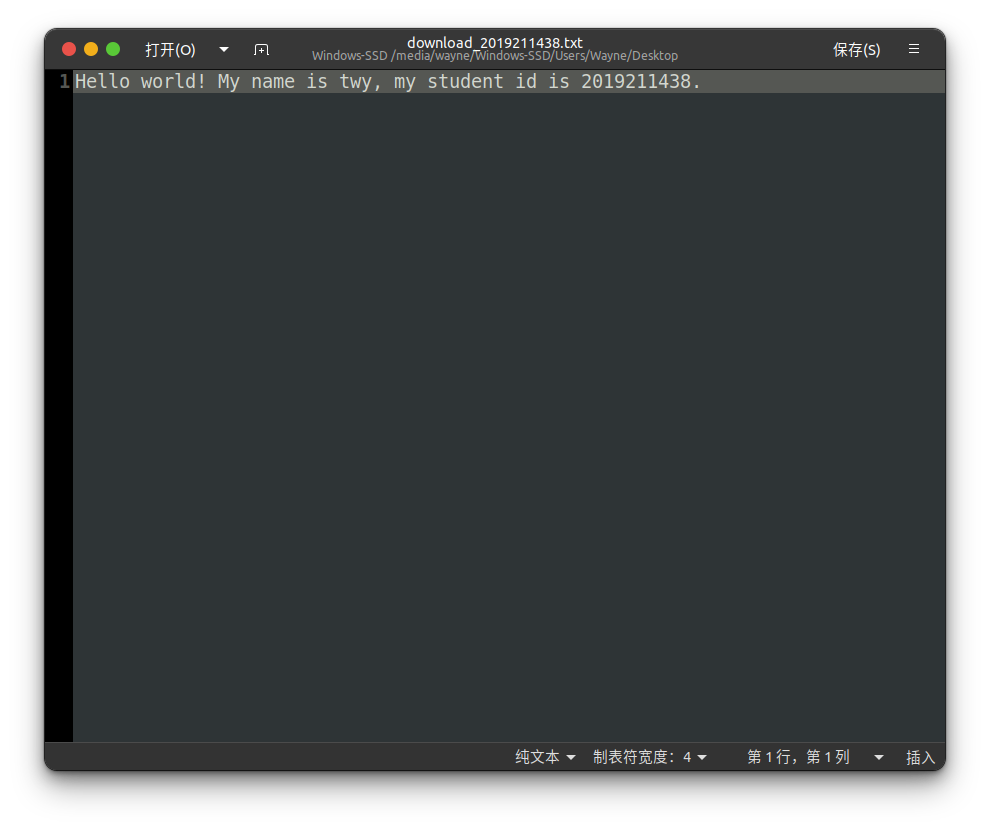 打开(O)
download_2019211438.txt
Windows-SSD /media/wayne/Windows-SSD/Users/Wayne/Desktop
保存(S)
1
Hello world! My name is twy, my student id is 2019211438.
纯文本
制表符宽度：4
第 1 行，第 1 列
插入